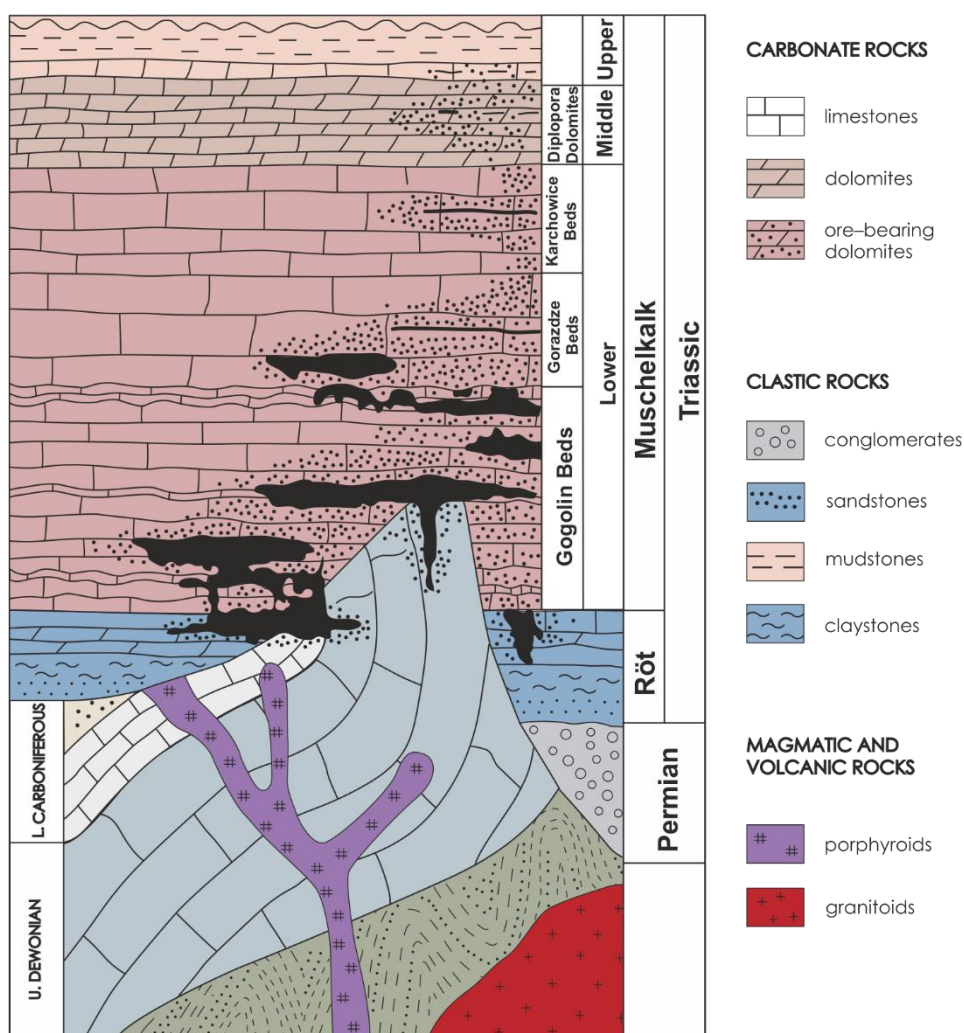 Upper
Middle
Lower
Diplopora
Dolomites
Karchowice
Beds
Gorazdze
Beds
Gogolin Beds
Muschelkalk
Röt
Triassic
Permian
L CARBONIFEROUS
U. DEWONIAN
CARBONATE ROCKS
limestones
dolomites
ore–bearing
dolomites
CLASTIC ROCKS
conglomerates
sandstones
mudstones
claystones
MAGMATIC AND
VOLCANIC ROCKS
porphyroids
granitoids